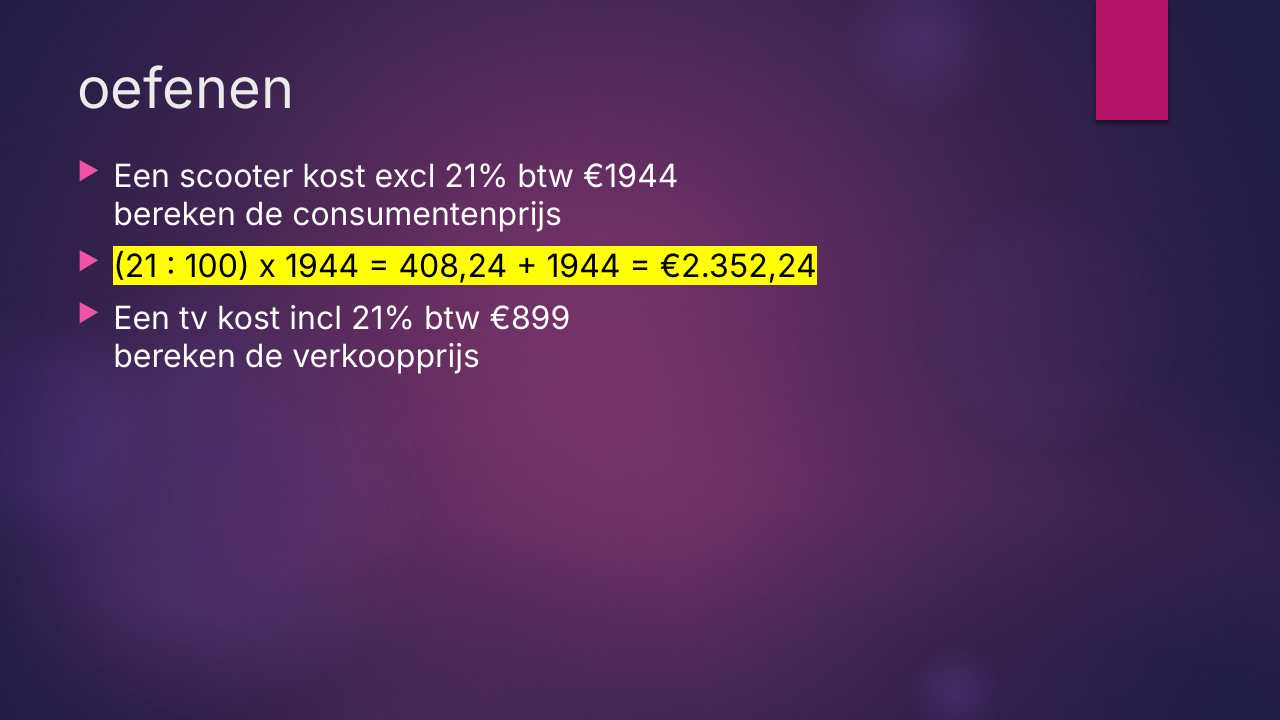 oefenen
Een scooter kost excl 21% btw €1944
bereken de consumentenprijs
(21 : 100) x 1944 = 408,24 + 1944 = €2.352,24
Een tv kost incl 21% btw €899
bereken de verkoopprijs